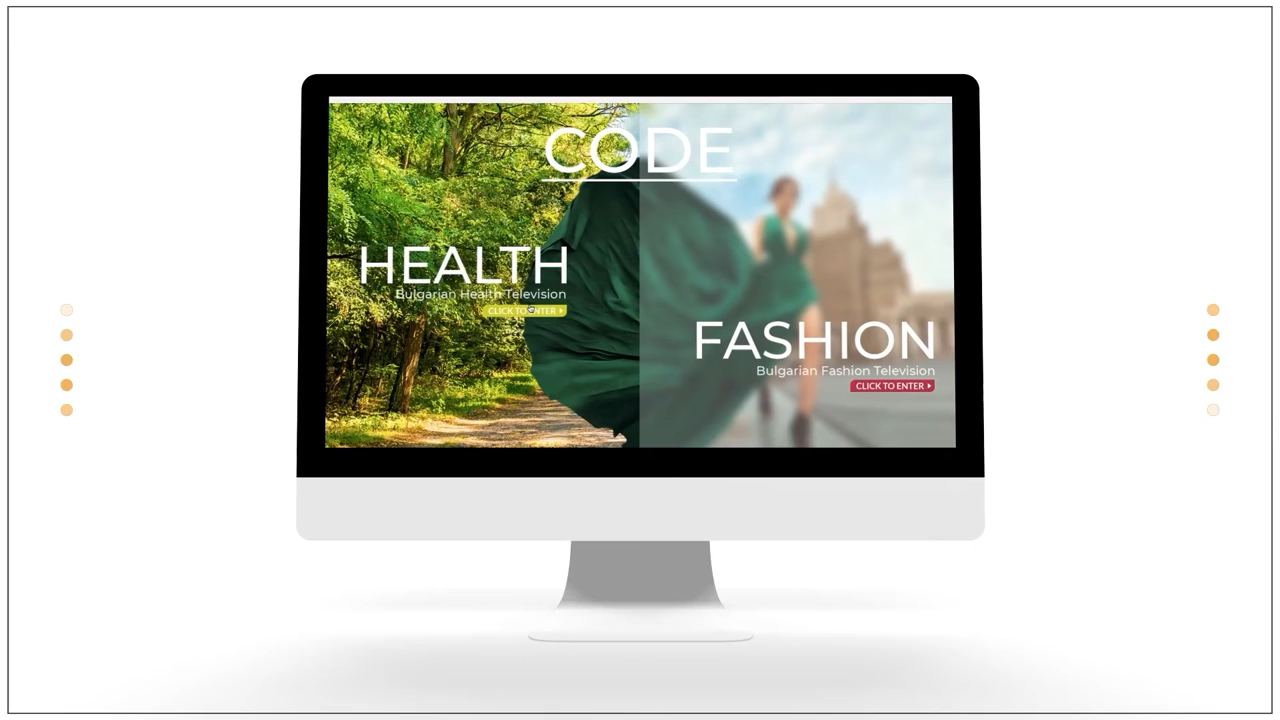 CODE
HEALTH
Bulgarian Health Television
CLICK TO ENTER
FASHION
Bulgarian Fashion Television
CLICK TO ENTER